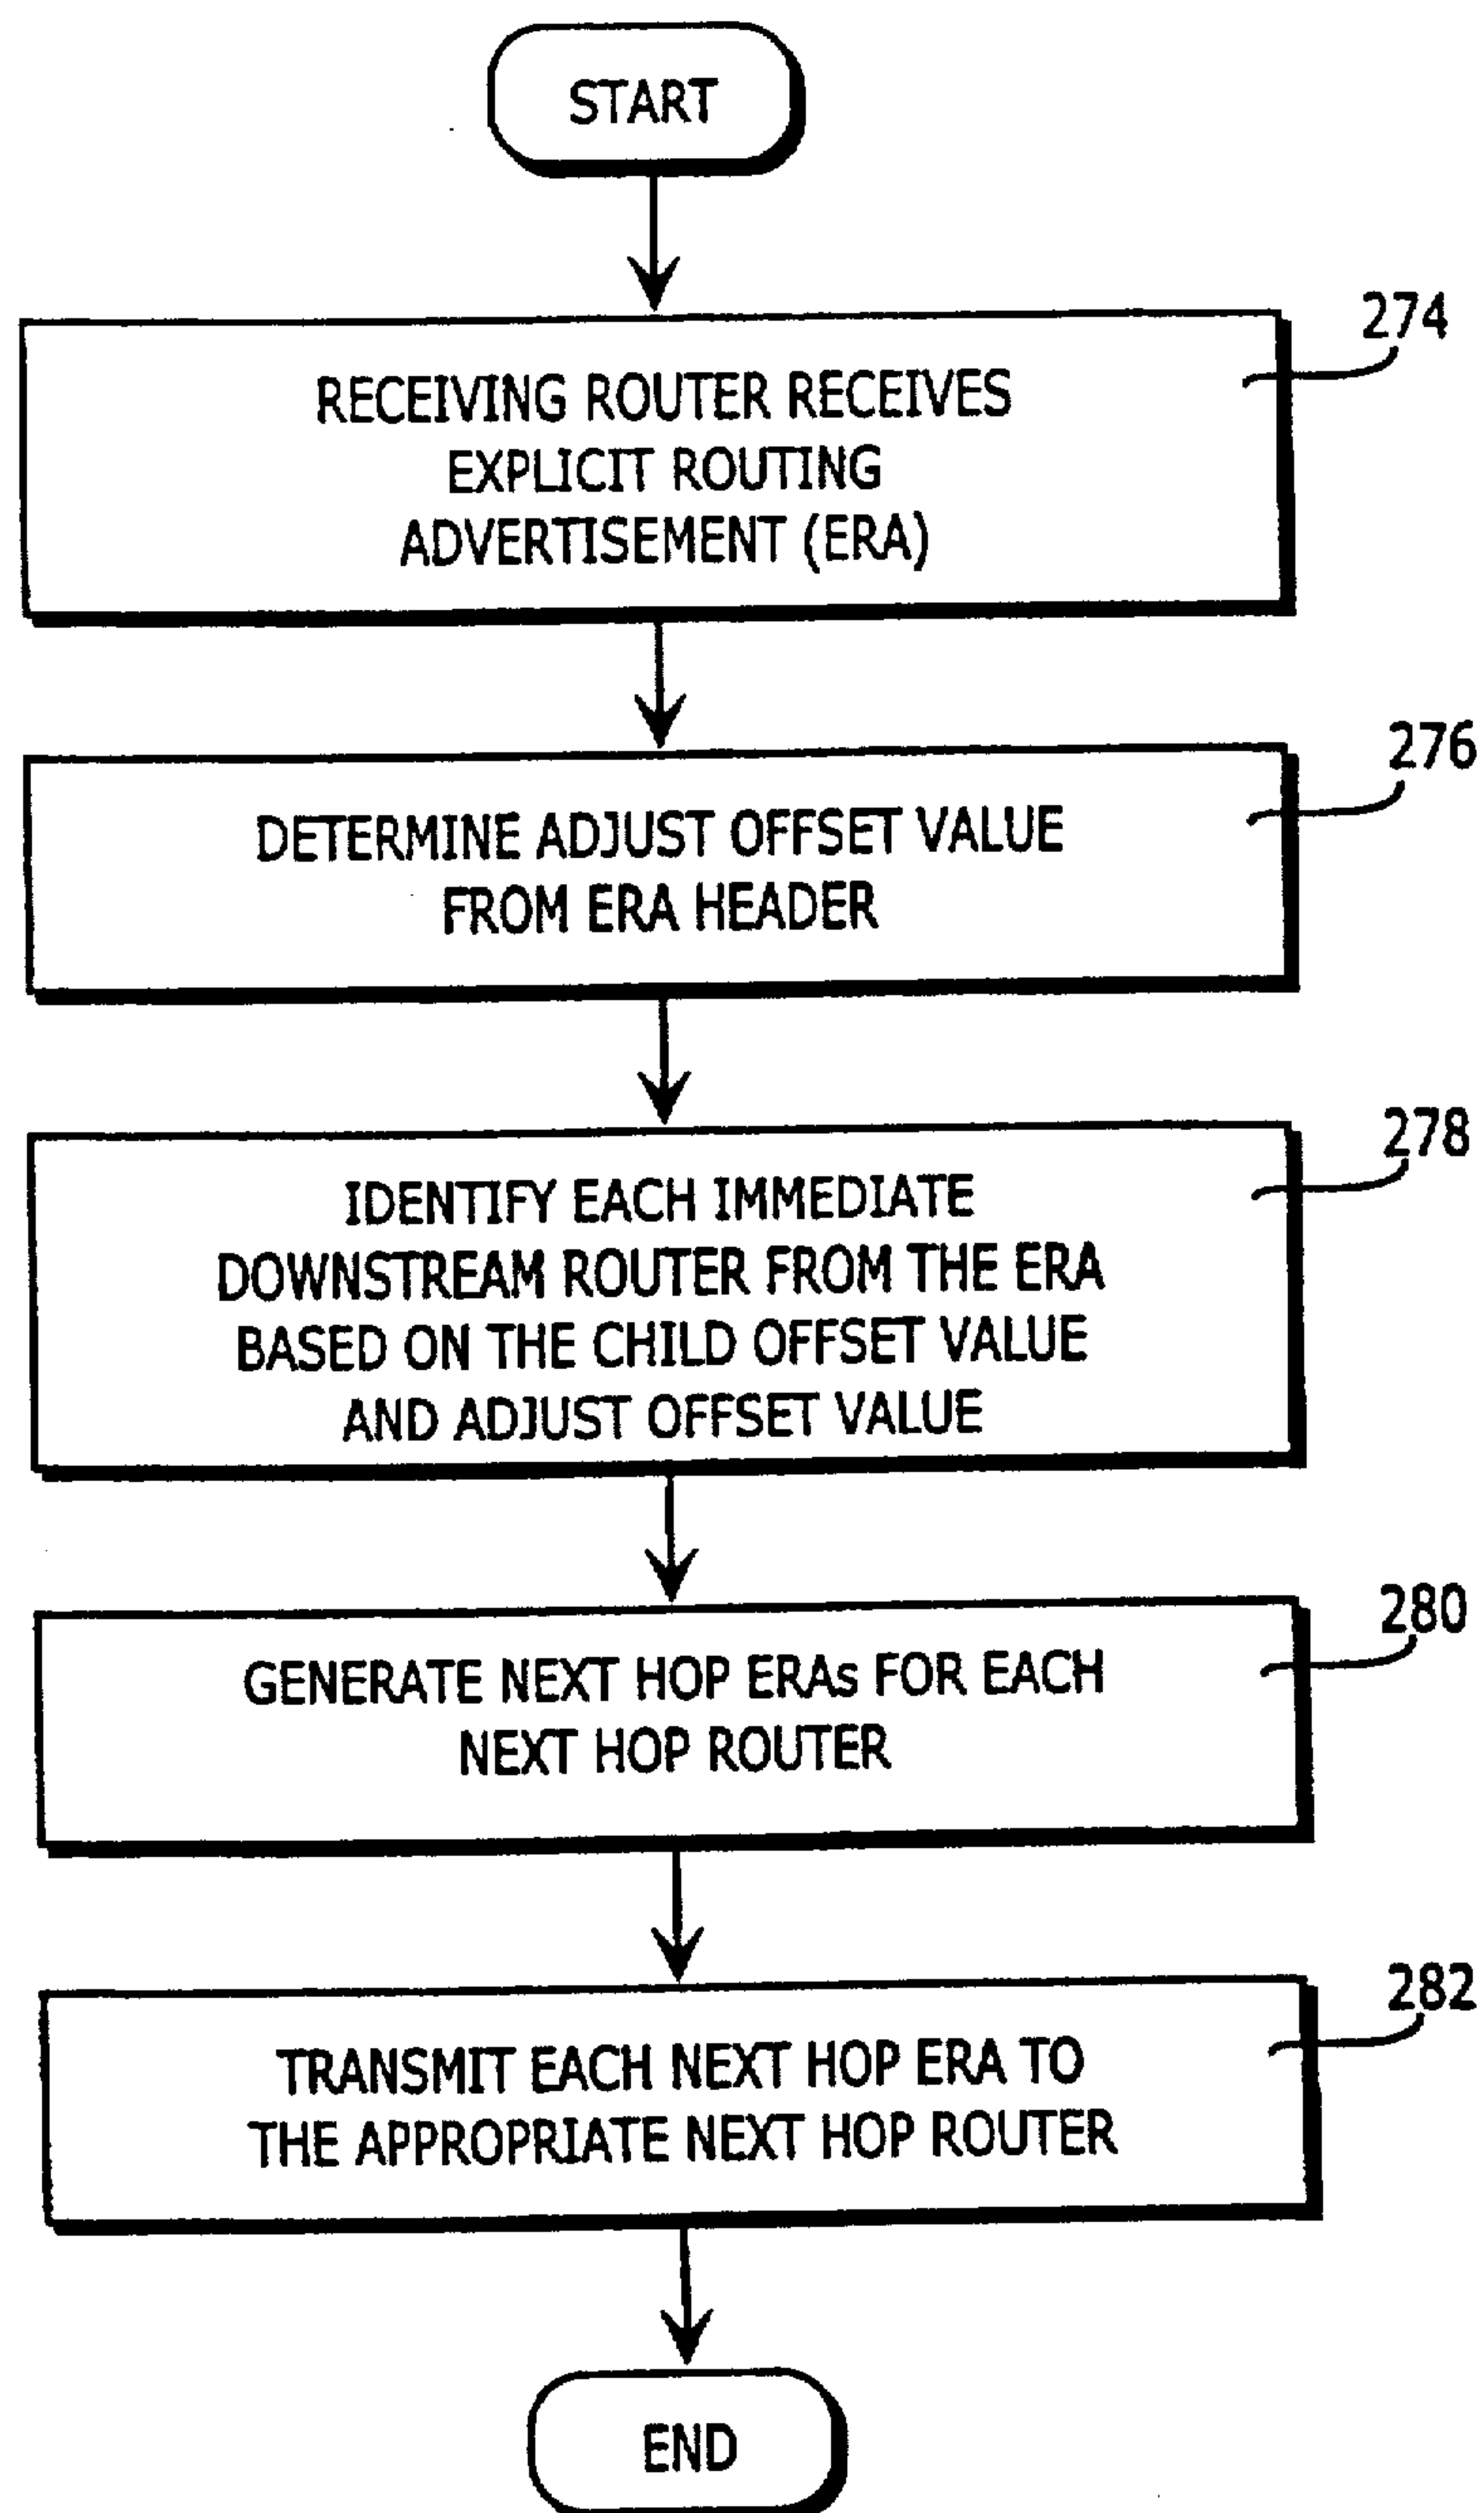 START
274
RECEIVING ROUTER RECEIVES
EXPLICIT ROUTING
ADVERTISEMENT (ERA)
276
DETERMINE ADJUST OFFSET VALUE
FROM ERA HEADER
278
IDENTIFY EACH IMMEDIATE
DOWNSTREAM ROUTER FROM THE ERA
BASED ON THE CHILD OFFSET VALUE
AND ADJUST OFFSET VALUE
280
GENERATE NEXT HOP ERAs FOR EACH
NEXT HOP ROUTER
282
TRANSMIT EACH NEXT HOP ERA TO
THE APPROPRIATE NEXT HOP ROUTER
END